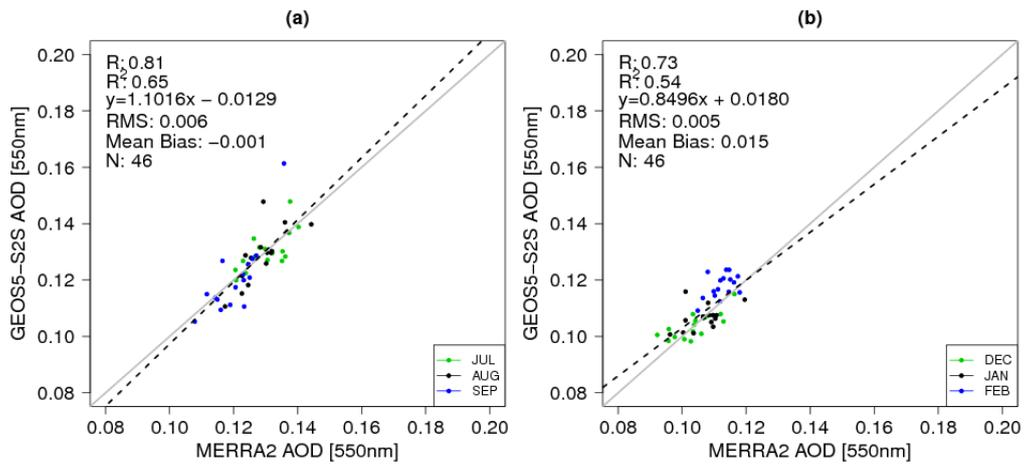 (a)
R: 0.81
R²: 0.65
y=1.1016x − 0.0129
RMS: 0.006
Mean Bias: −0.001
N: 46
GEOS5−S2S AOD [550nm]
0.20
0.18
0.16
0.14
0.12
0.10
0.08
JUL
AUG
SEP
0.08 0.10 0.12 0.14 0.16 0.18 0.20
MERRA2 AOD [550nm]
(b)
R: 0.73
R²: 0.54
y=0.8496x + 0.0180
RMS: 0.005
Mean Bias: 0.015
N: 46
GEOS5−S2S AOD [550nm]
0.20
0.18
0.16
0.14
0.12
0.10
0.08
DEC
JAN
FEB
0.08 0.10 0.12 0.14 0.16 0.18 0.20
MERRA2 AOD [550nm]